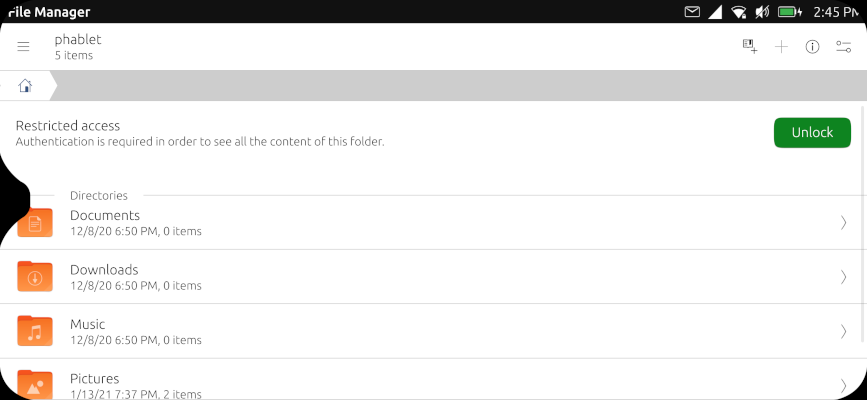 File Manager
2:45 PM
phablet
5 items
Restricted access
Authentication is required in order to see all the content of this folder.
Unlock
Directories
Documents
12/8/20 6:50 PM, 0 items
Downloads
12/8/20 6:50 PM, 0 items
Music
12/8/20 6:50 PM, 0 items
Pictures
1/13/21 7:37 PM, 2 items